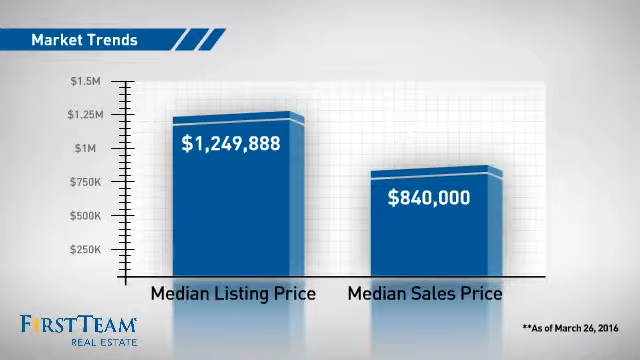 Market Trends
$1.5M
$1.25M
$1M
$750K
$500K
$250K
$1,249,888
$840,000
Median Listing Price
Median Sales Price
FIRSTTEAM®
REAL ESTATE
**As of March 26, 2016